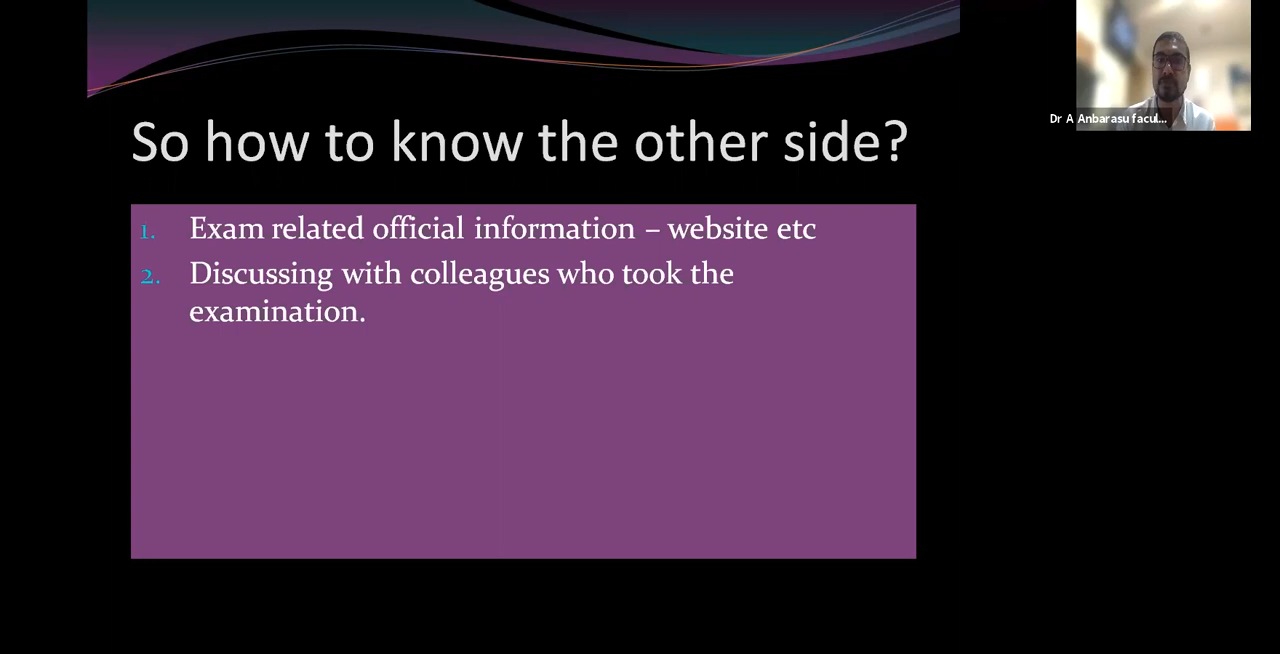 So how to know the other side?
Dr A Anbarasu facul...
1. Exam related official information – website etc
2. Discussing with colleagues who took the
examination.